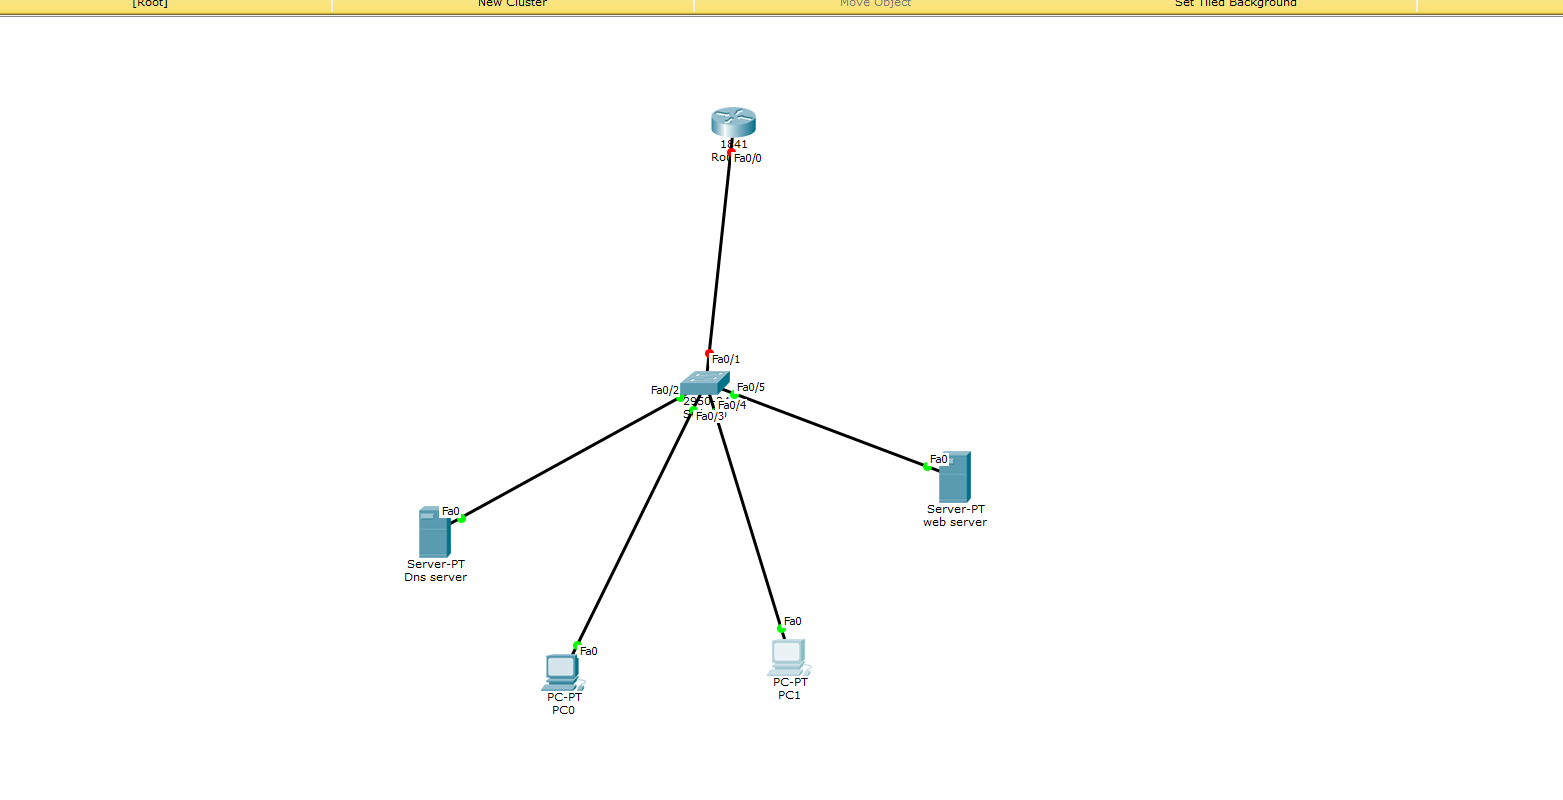 [Root]
New Cluster
Move Object
Set Tiled Background
1841
Fa0/0
Fa0/1
Fa0/2
Fa0/5
Fa0/4
Fa0/3
Fa0
Server-PT
web server
Fa0
Server-PT
Dns server
Fa0
PC-PT
PC1
Fa0
PC-PT
PC0